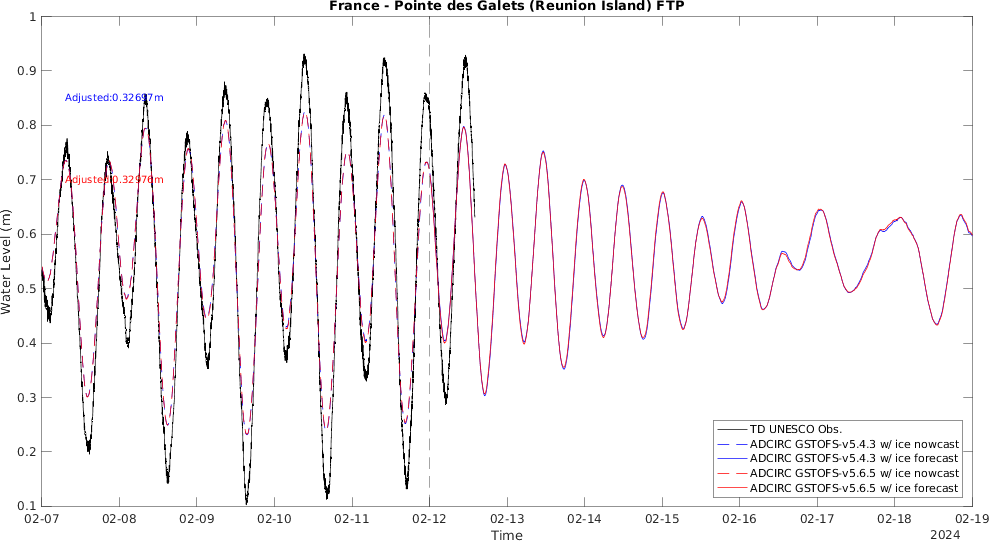 France - Pointe des Galets (Reunion Island) FTP
1
0.9
0.8
0.7
0.6
0.5
0.4
0.3
0.2
0.1
Water Level (m)
Adjusted:0.32697m
Adjusted:0.32976m
TD UNESCO Obs.
ADCIRC GSTOFS-v5.4.3 w/ ice nowcast
ADCIRC GSTOFS-v5.4.3 w/ ice forecast
ADCIRC GSTOFS-v5.6.5 w/ ice nowcast
ADCIRC GSTOFS-v5.6.5 w/ ice forecast
02-07 02-08 02-09 02-10 02-11 02-12 02-13 02-14 02-15 02-16 02-17 02-18 02-19
Time
2024